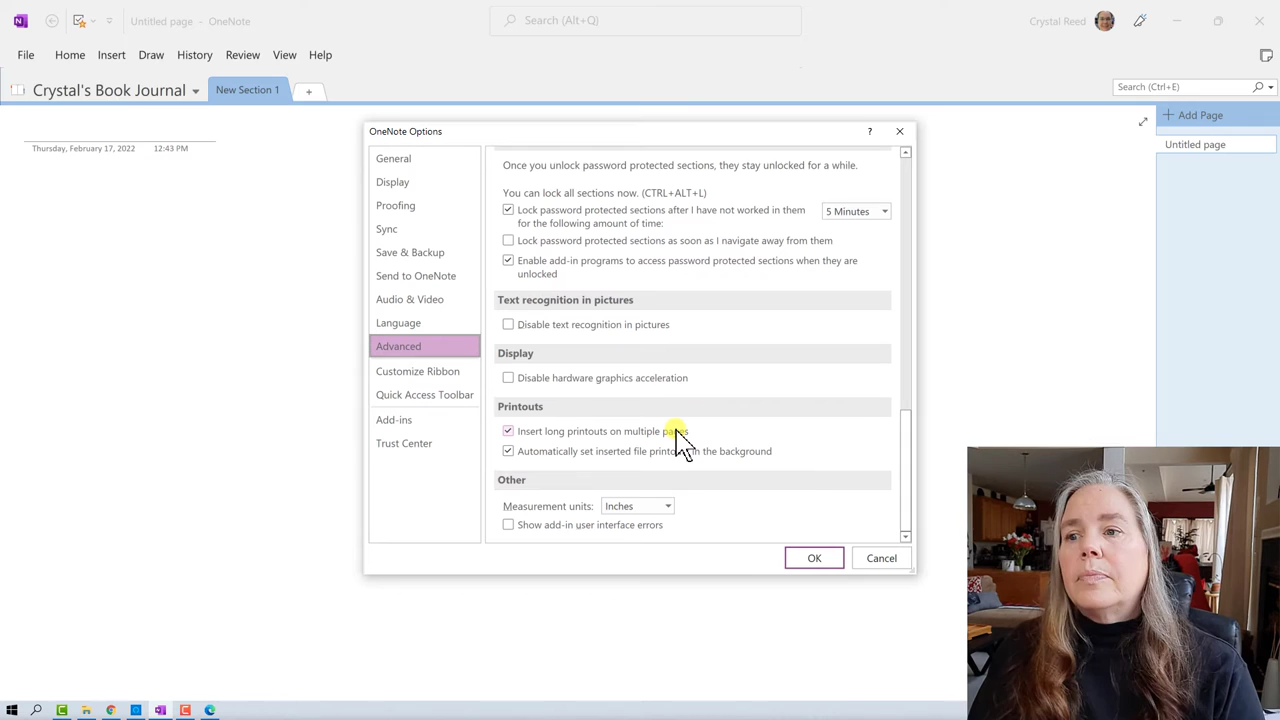 Untitled page - OneNote
Search (Alt+Q)
Crystal Reed
File Home Insert Draw History Review View Help
Crystal's Book Journal
New Section 1
Search (Ctrl+E)
Add Page
Untitled page
Thursday, February 17, 2022 12:43 PM
OneNote Options
General
Display
Proofing
Sync
Save & Backup
Send to OneNote
Audio & Video
Language
Advanced
Customize Ribbon
Quick Access Toolbar
Add-ins
Trust Center
Once you unlock password protected sections, they stay unlocked for a while.
You can lock all sections now. (CTRL+ALT+L)
Lock password protected sections after I have not worked in them
for the following amount of time:
5 Minutes
Lock password protected sections as soon as I navigate away from them
Enable add-in programs to access password protected sections when they are
unlocked
Text recognition in pictures
Disable text recognition in pictures
Display
Disable hardware graphics acceleration
Printouts
Insert long printouts on multiple pages
Automatically set inserted file in the background
Other
Measurement units: Inches
Show add-in user interface errors
OK Cancel